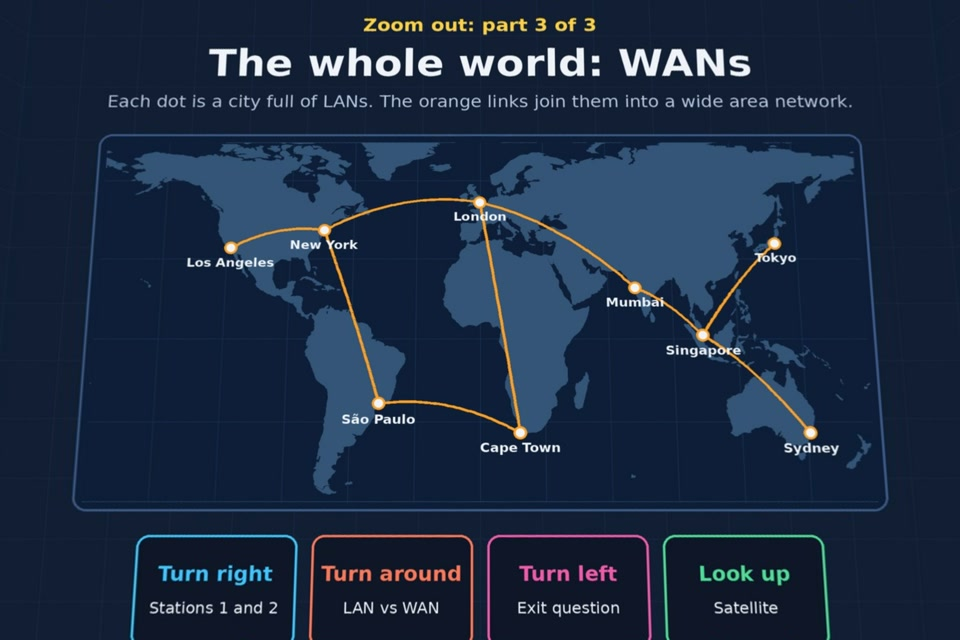 Zoom out: part 3 of 3
The whole world: WANs
Each dot is a city full of LANs. The orange links join them into a wide area network.
London
New York
Los Angeles
Tokyo
Mumbai
Singapore
São Paulo
Cape Town
Sydney
Turn right
Stations 1 and 2
Turn around
LAN vs WAN
Turn left
Exit question
Look up
Satellite